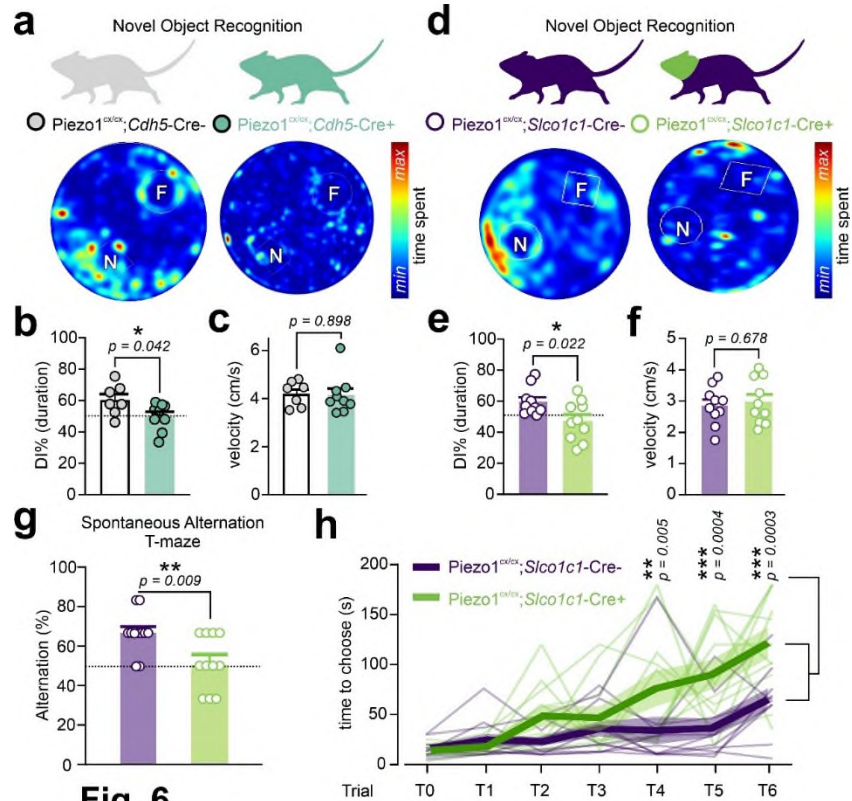 a
Novel Object Recognition
Piezo1cx/cx;Cdh5-Cre-
Piezo1cx/cx;Cdh5-Cre+
F
N
F
N
max
time spent
min
d
Novel Object Recognition
Piezo1cx/cx;Slco1c1-Cre-
Piezo1cx/cx;Slco1c1-Cre+
F
N
F
N
max
time spent
min
b
*
p = 0.042
DI% (duration)
100
80
60
40
20
0
c
p = 0.898
velocity (cm/s)
6
4
2
0
e
*
p = 0.022
DI% (duration)
100
80
60
40
20
0
f
p = 0.678
velocity (cm/s)
5
4
3
2
1
0
g
Spontaneous Alternation
T-maze
**
p = 0.009
Alternation (%)
100
80
60
40
20
0
h
Piezo1cx/cx;Slco1c1-Cre-
Piezo1cx/cx;Slco1c1-Cre+
**
p = 0.005
***
p = 0.0004
***
p = 0.0003
time to choose (s)
200
150
100
50
0
Trial T0 T1 T2 T3 T4 T5 T6
Fig. 6